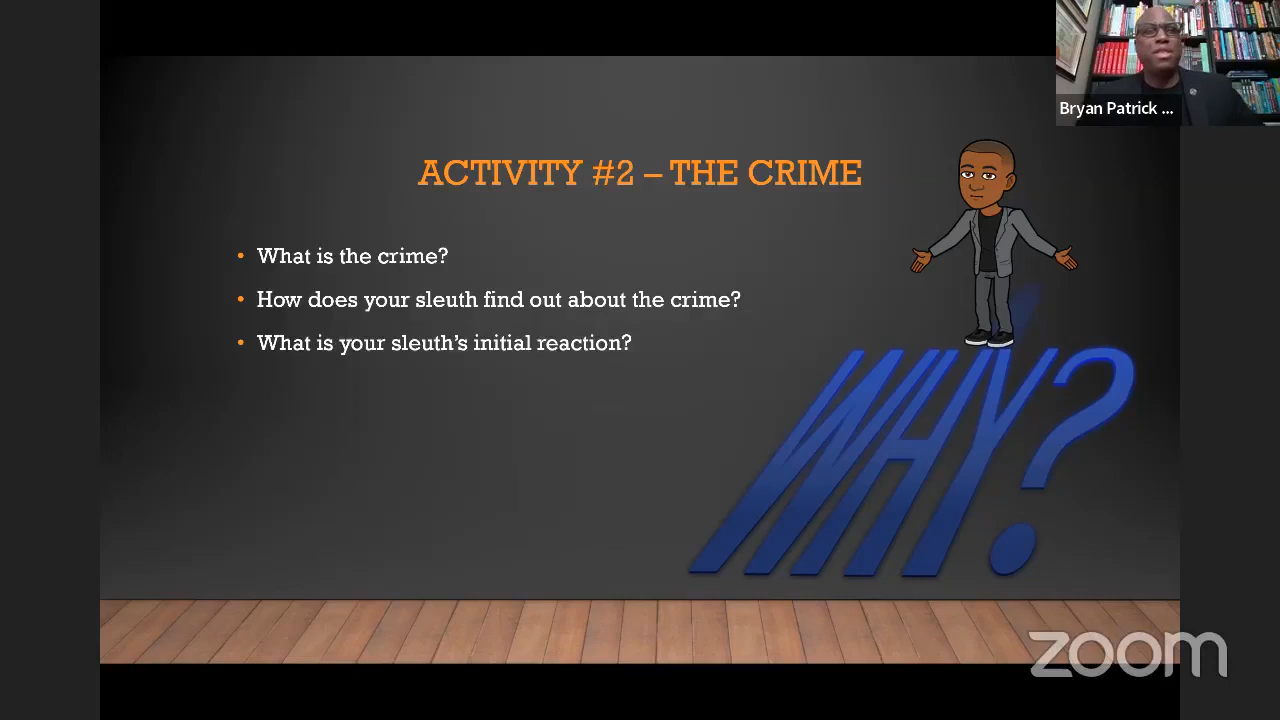 Bryan Patrick ...
ACTIVITY #2 – THE CRIME
• What is the crime?
• How does your sleuth find out about the crime?
• What is your sleuth's initial reaction?
WHY?
zoom